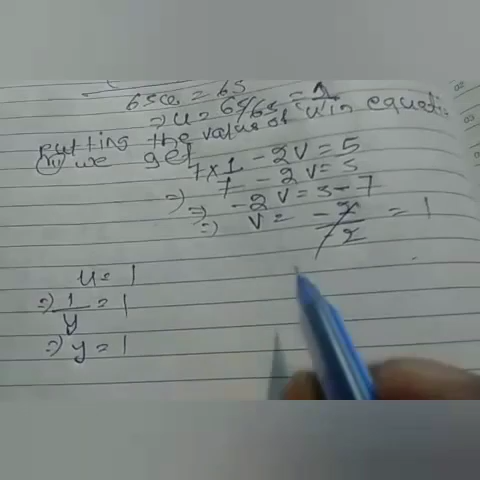 65u = 65
⇒ u = 65/65 = 1
putting the value of 'u' in equati
we get
7 × 1 - 2v = 5
⇒ 7 - 2v = 5
⇒ - 2v = 5 - 7
⇒ v = -2/-2 = 1
u = 1
⇒ 1/y = 1
⇒ y = 1